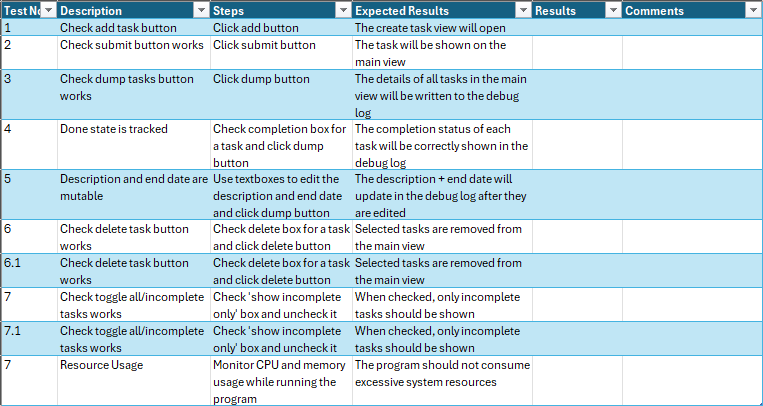 Test No Description Steps Expected Results Results Comments
1 Check add task button Click add button The create task view will open
2 Check submit button works Click submit button The task will be shown on the
main view
3 Check dump tasks button Click dump button The details of all tasks in the main
works view will be written to the debug
log
4 Done state is tracked Check completion box for The completion status of each
a task and click dump task will be correctly shown in the
button debug log
5 Description and end date are Use textboxes to edit the The description + end date will
mutable description and end date update in the debug log after they
and click dump button are edited
6 Check delete task button Check delete box for a task Selected tasks are removed from
works and click delete button the main view
6.1 Check delete task button Check delete box for a task Selected tasks are removed from
works and click delete button the main view
7 Check toggle all/incomplete Check 'show incomplete When checked, only incomplete
tasks works only' box and uncheck it tasks should be shown
7.1 Check toggle all/incomplete Check 'show incomplete When checked, only incomplete
tasks works only' box and uncheck it tasks should be shown
7 Resource Usage Monitor CPU and memory The program should not consume
usage while running the excessive system resources
program